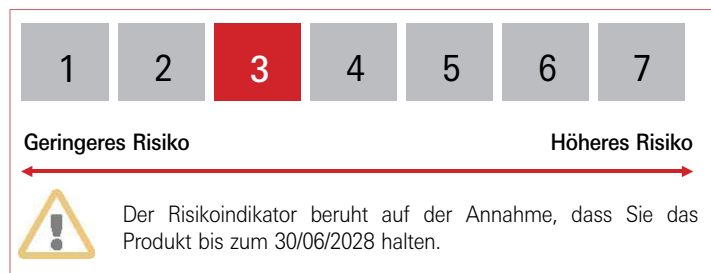 1 2 3 4 5 6 7
Geringeres Risiko Höheres Risiko
Der Risikoindikator beruht auf der Annahme, dass Sie das
Produkt bis zum 30/06/2028 halten.